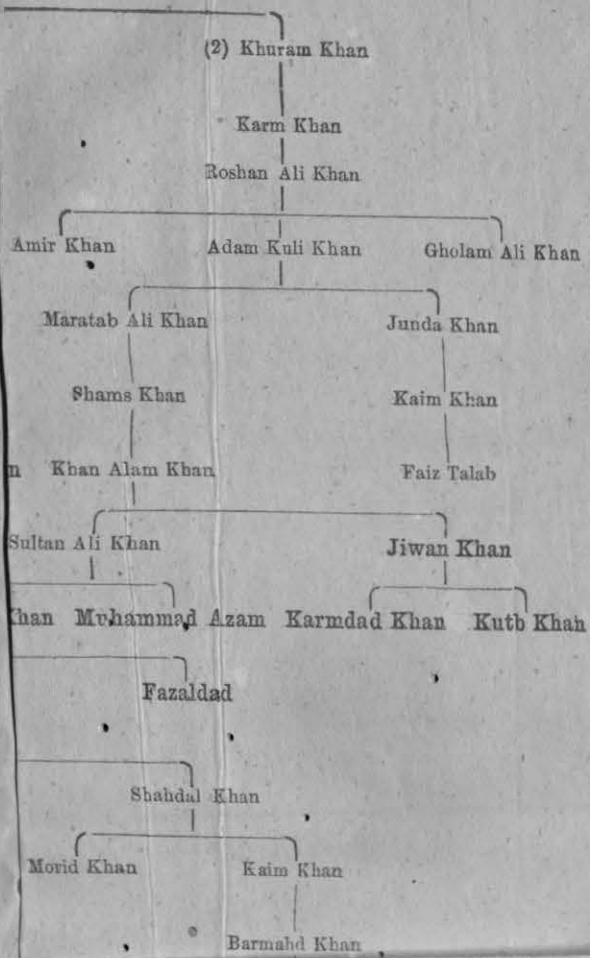 (2) Khuram Khan
Karm Khan
Roshan Ali Khan
Amir Khan Adam Kuli Khan Gholam Ali Khan
Maratab Ali Khan Junda Khan
Shams Khan Kaim Khan
n Khan Alam Khan Faiz Talab
Sultan Ali Khan Jiwan Khan
han Muhammad Azam Karmdad Khan Kutb Khan
Fazaldad
Shahdal Khan
Morid Khan Kaim Khan
Barmahd Khan